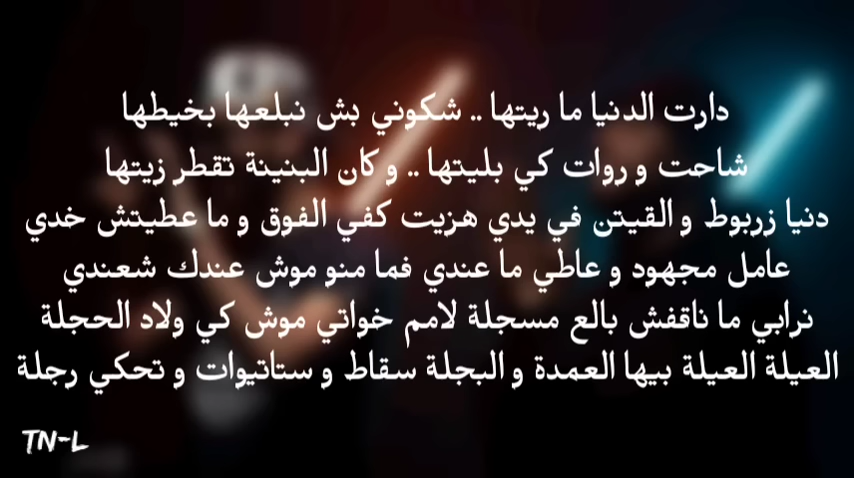 دارت الدنيا ما ريتها .. شكوني بش نبلعها بخيطها
شاحت و روات كي بليتها .. و كان البنينة تقطر زيتها
دنيا زربوط و القيتن في يدي هزيت كفي الفوق و ما عطيتش خدي
عامل مجهود و عاطي ما عندي فما منو موش عندك شعندي
نرابي ما ناقفش بالع مسجلة لامم خواتي موش كي ولاد الحجلة
العيلة العيلة بيها العمدة و البجلة سقاط و ستاتيوات و تحكي رجلة
TN-L